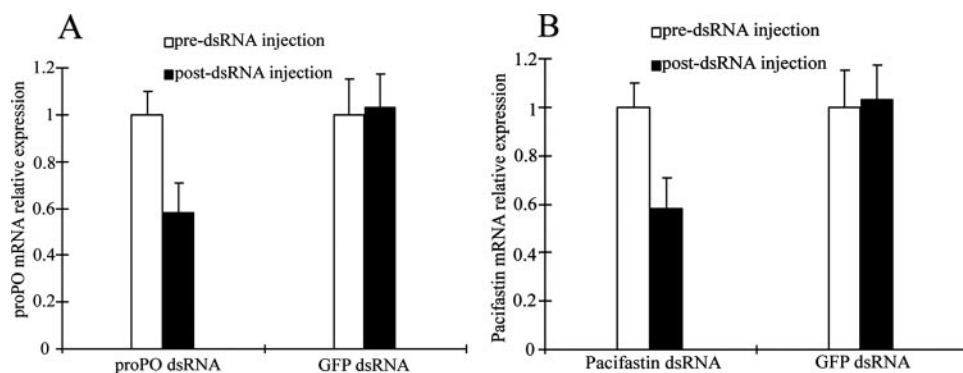 A
pre-dsRNA injection
post-dsRNA injection
proPO mRNA relative expression
1.2
1
0.8
0.6
0.4
0.2
0
proPO dsRNA
GFP dsRNA
B
pre-dsRNA injection
post-dsRNA injection
Pacifastin mRNA relative expression
1.2
1
0.8
0.6
0.4
0.2
0
Pacifastin dsRNA
GFP dsRNA